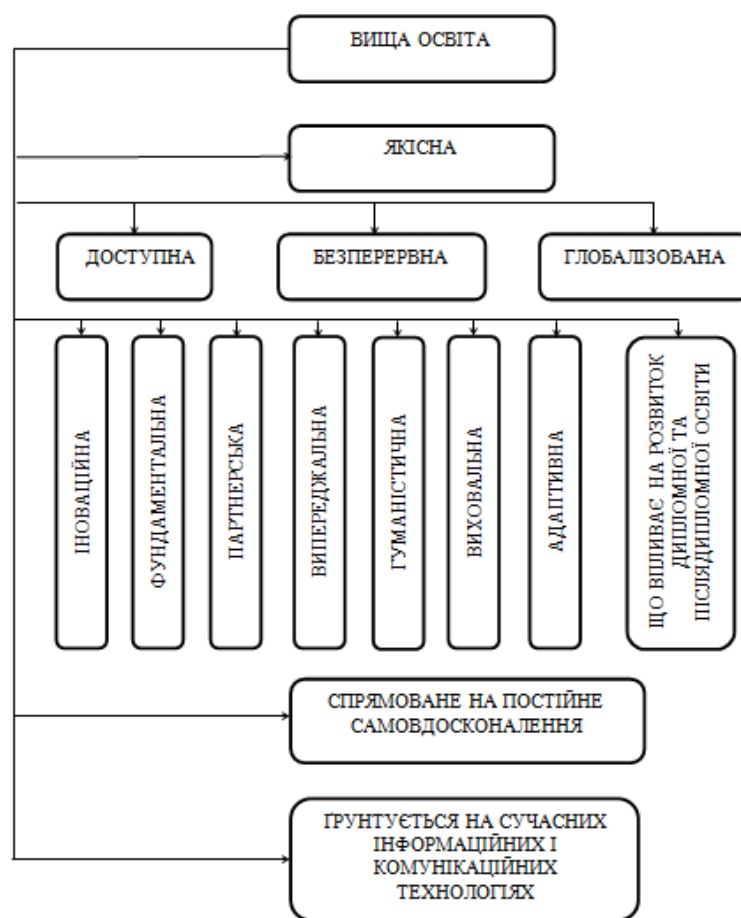 ВИЩА ОСВІТА
ЯКІСНА
ДОСТУПНА
БЕЗПЕРЕРВНА
ГЛОБАЛІЗОВАНА
ІНОВАЦІЙНА
ФУНДАМЕНТАЛЬНА
ПАРТНЕРСЬКА
ВИПЕРЕДЖАЛЬНА
ГУМАНІСТИЧНА
ВИХОВАЛЬНА
АДАПТИВНА
ЩО ВПЛИВАЄ НА РОЗВИТОК
ДИПЛОМНОЇ ТА
ПІСЛЯДИПЛОМНОЇ ОСВІТИ
СПРЯМОВАНЕ НА ПОСТІЙНЕ
САМОВДОСКОНАЛЕННЯ
ҐРУНТУЄТЬСЯ НА СУЧАСНИХ
ІНФОРМАЦІЙНИХ І
КОМУНІКАЦІЙНИХ
ТЕХНОЛОГІЯХ